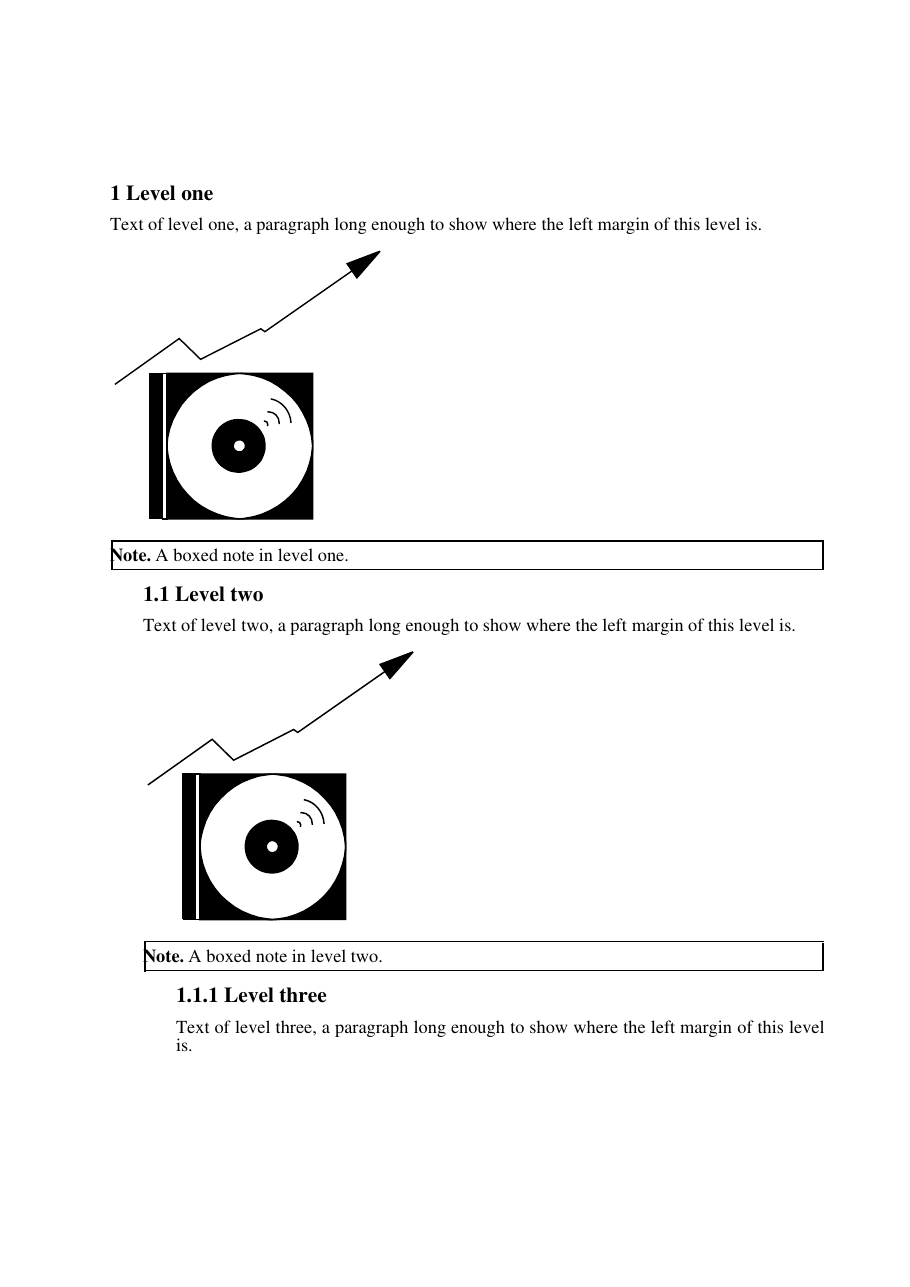 1 Level one
Text of level one, a paragraph long enough to show where the left margin of this level is.
Note. A boxed note in level one.
1.1 Level two
Text of level two, a paragraph long enough to show where the left margin of this level is.
Note. A boxed note in level two.
1.1.1 Level three
Text of level three, a paragraph long enough to show where the left margin of this level
is.